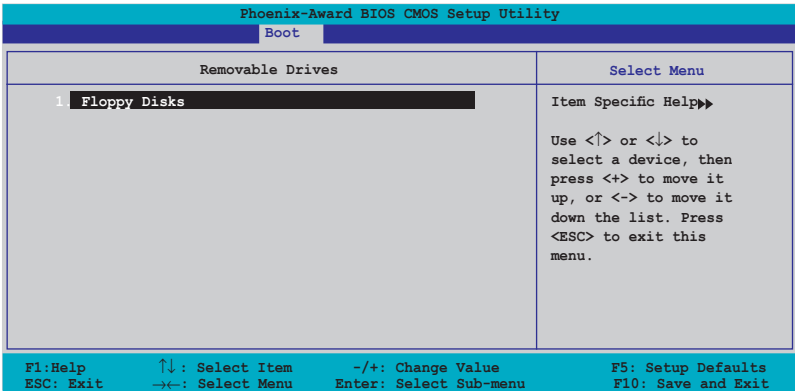 Phoenix-Award BIOS CMOS Setup Utility
Boot
Removable Drives
Select Menu
1. Floppy Disks
Item Specific Help▶▶
Use <↑> or <↓> to
select a device, then
press <+> to move it
up, or <-> to move it
down the list. Press
<ESC> to exit this
menu.
F1:Help ↑↓ : Select Item -/+: Change Value F5: Setup Defaults
ESC: Exit →←: Select Menu Enter: Select Sub-menu F10: Save and Exit